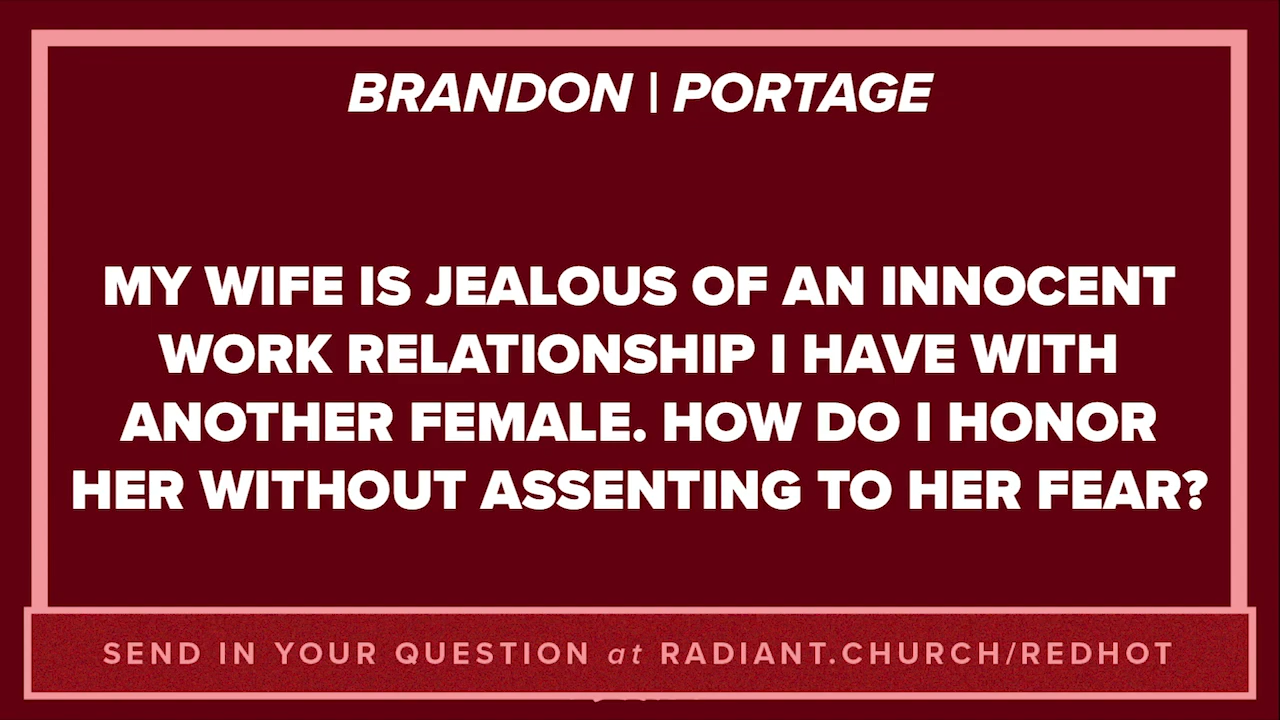 BRANDON | PORTAGE
MY WIFE IS JEALOUS OF AN INNOCENT
WORK RELATIONSHIP I HAVE WITH
ANOTHER FEMALE. HOW DO I HONOR
HER WITHOUT ASSENTING TO HER FEAR?
SEND IN YOUR QUESTION at RADIANT.CHURCH/REDHOT